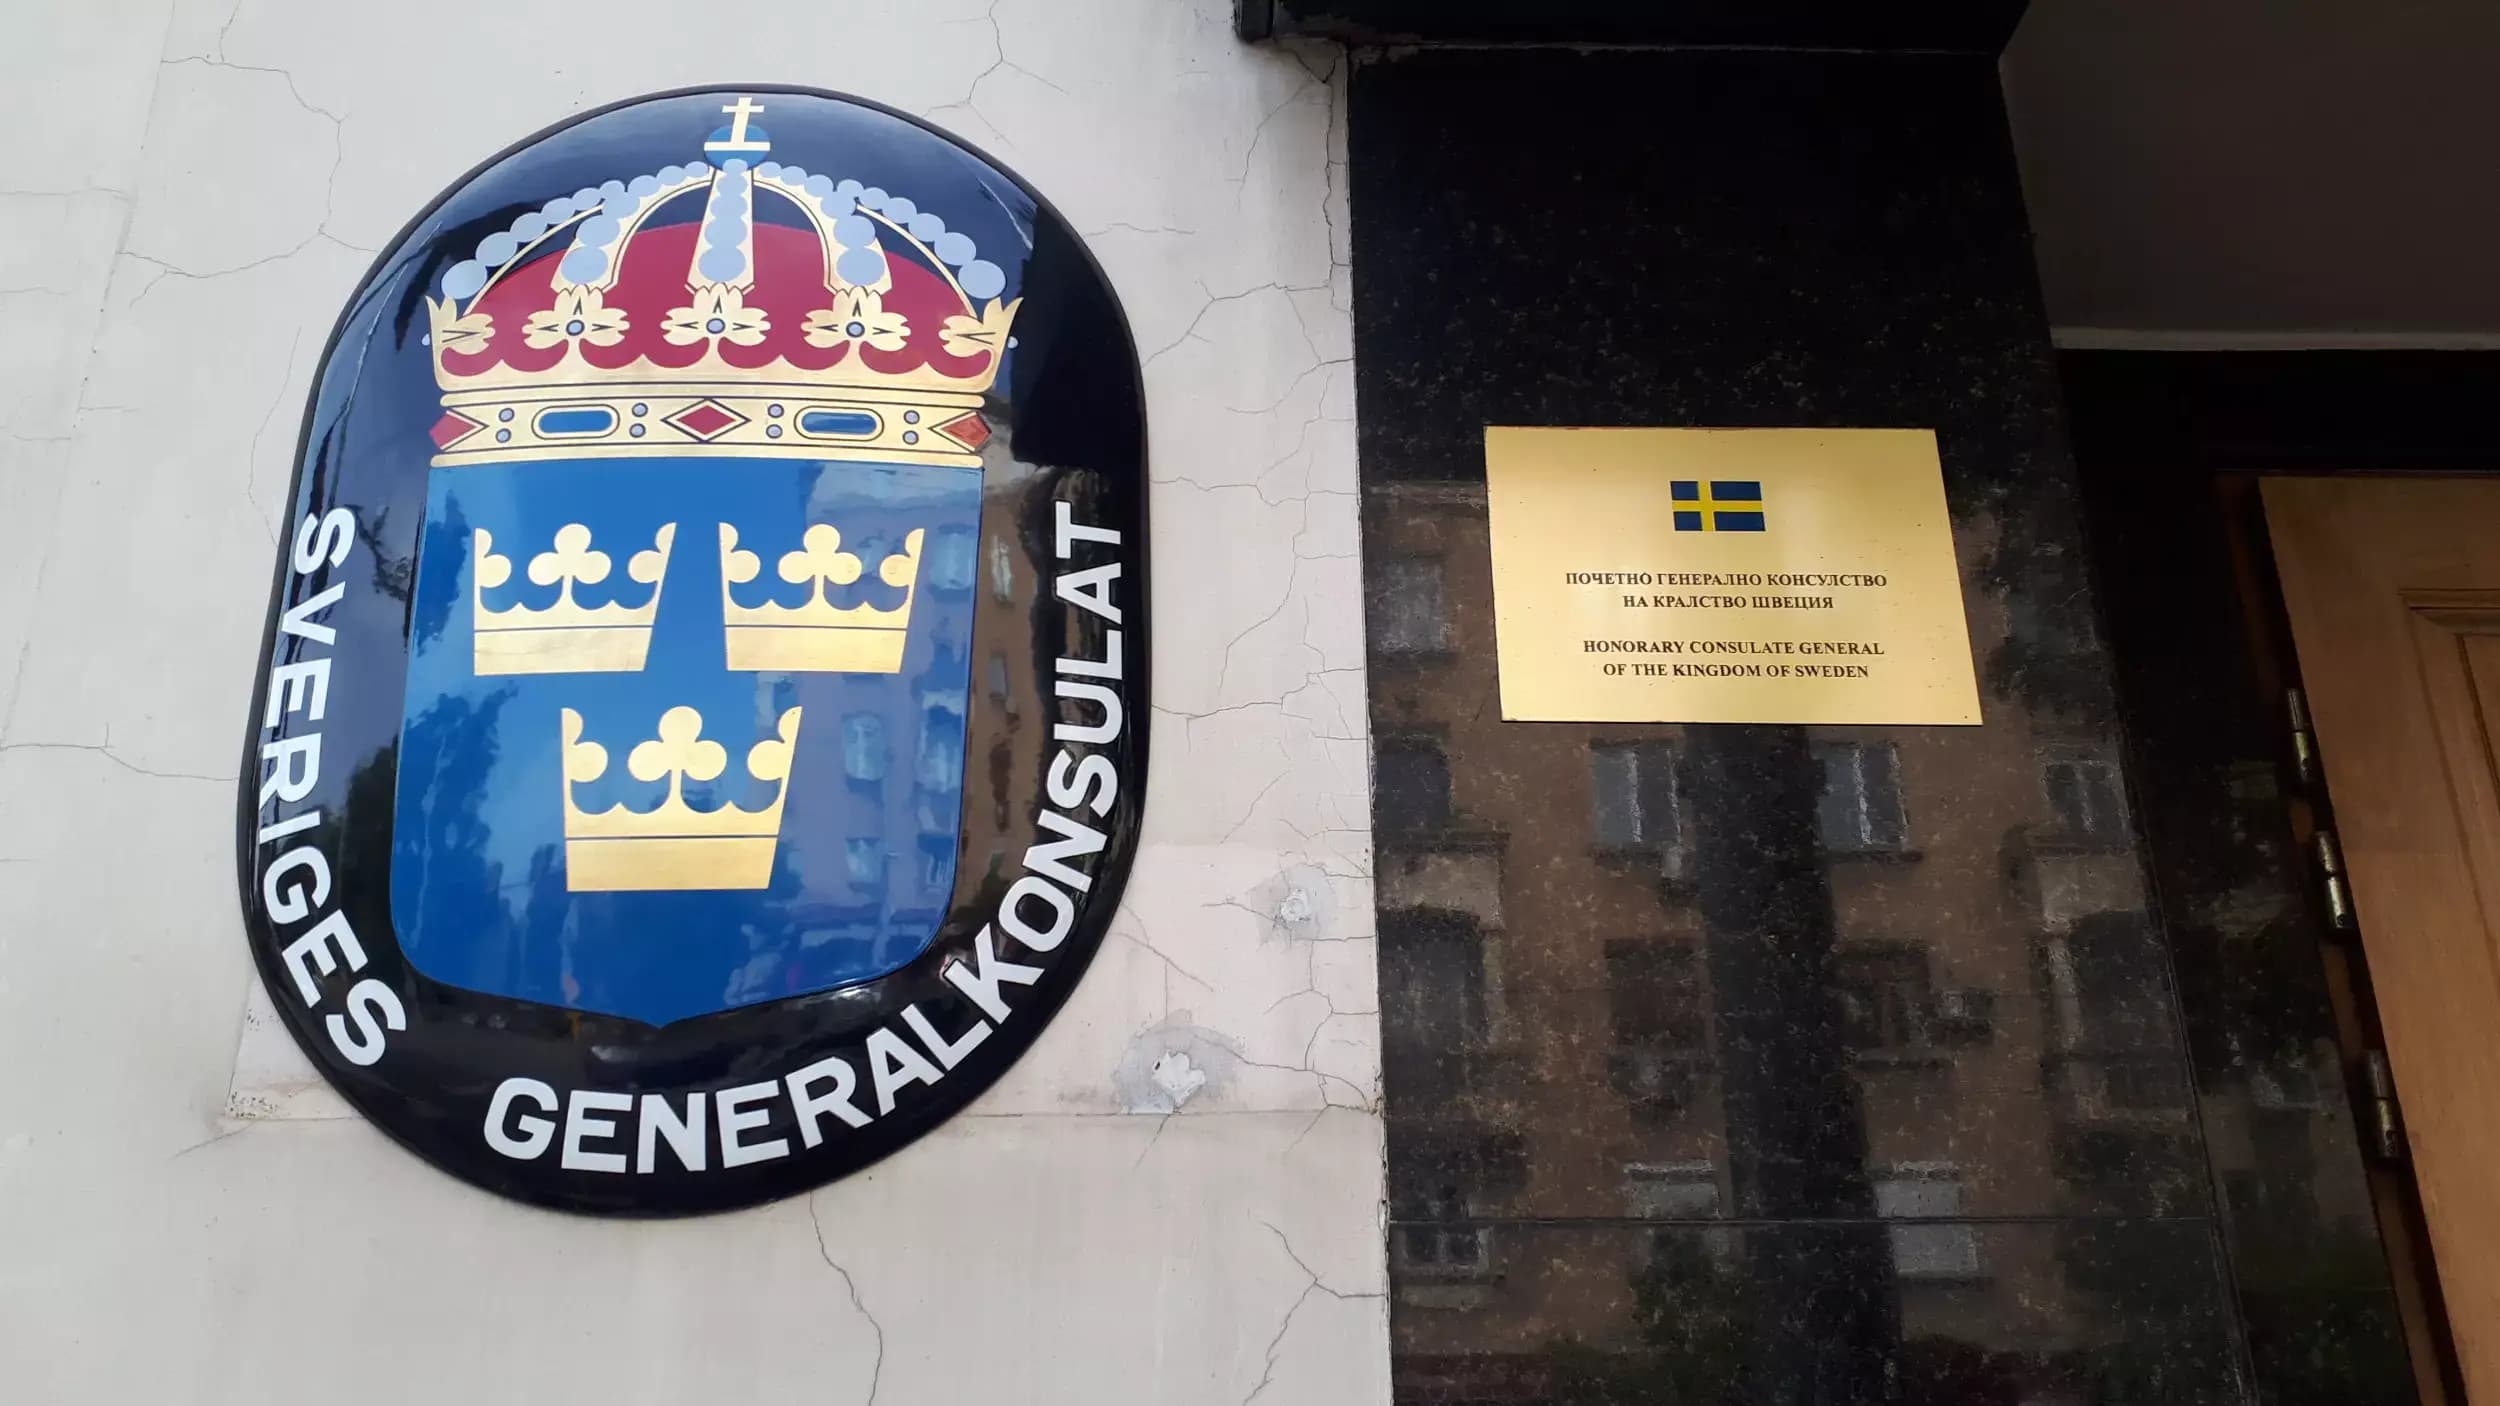 SVERIGES GENERALKONSULAT
ПОЧЕТНО ГЕНЕРАЛНО КОНСУЛСТВО
НА КРАЛСТВО ШВЕЦИЯ
HONORARY CONSULATE GENERAL
OF THE KINGDOM OF SWEDEN